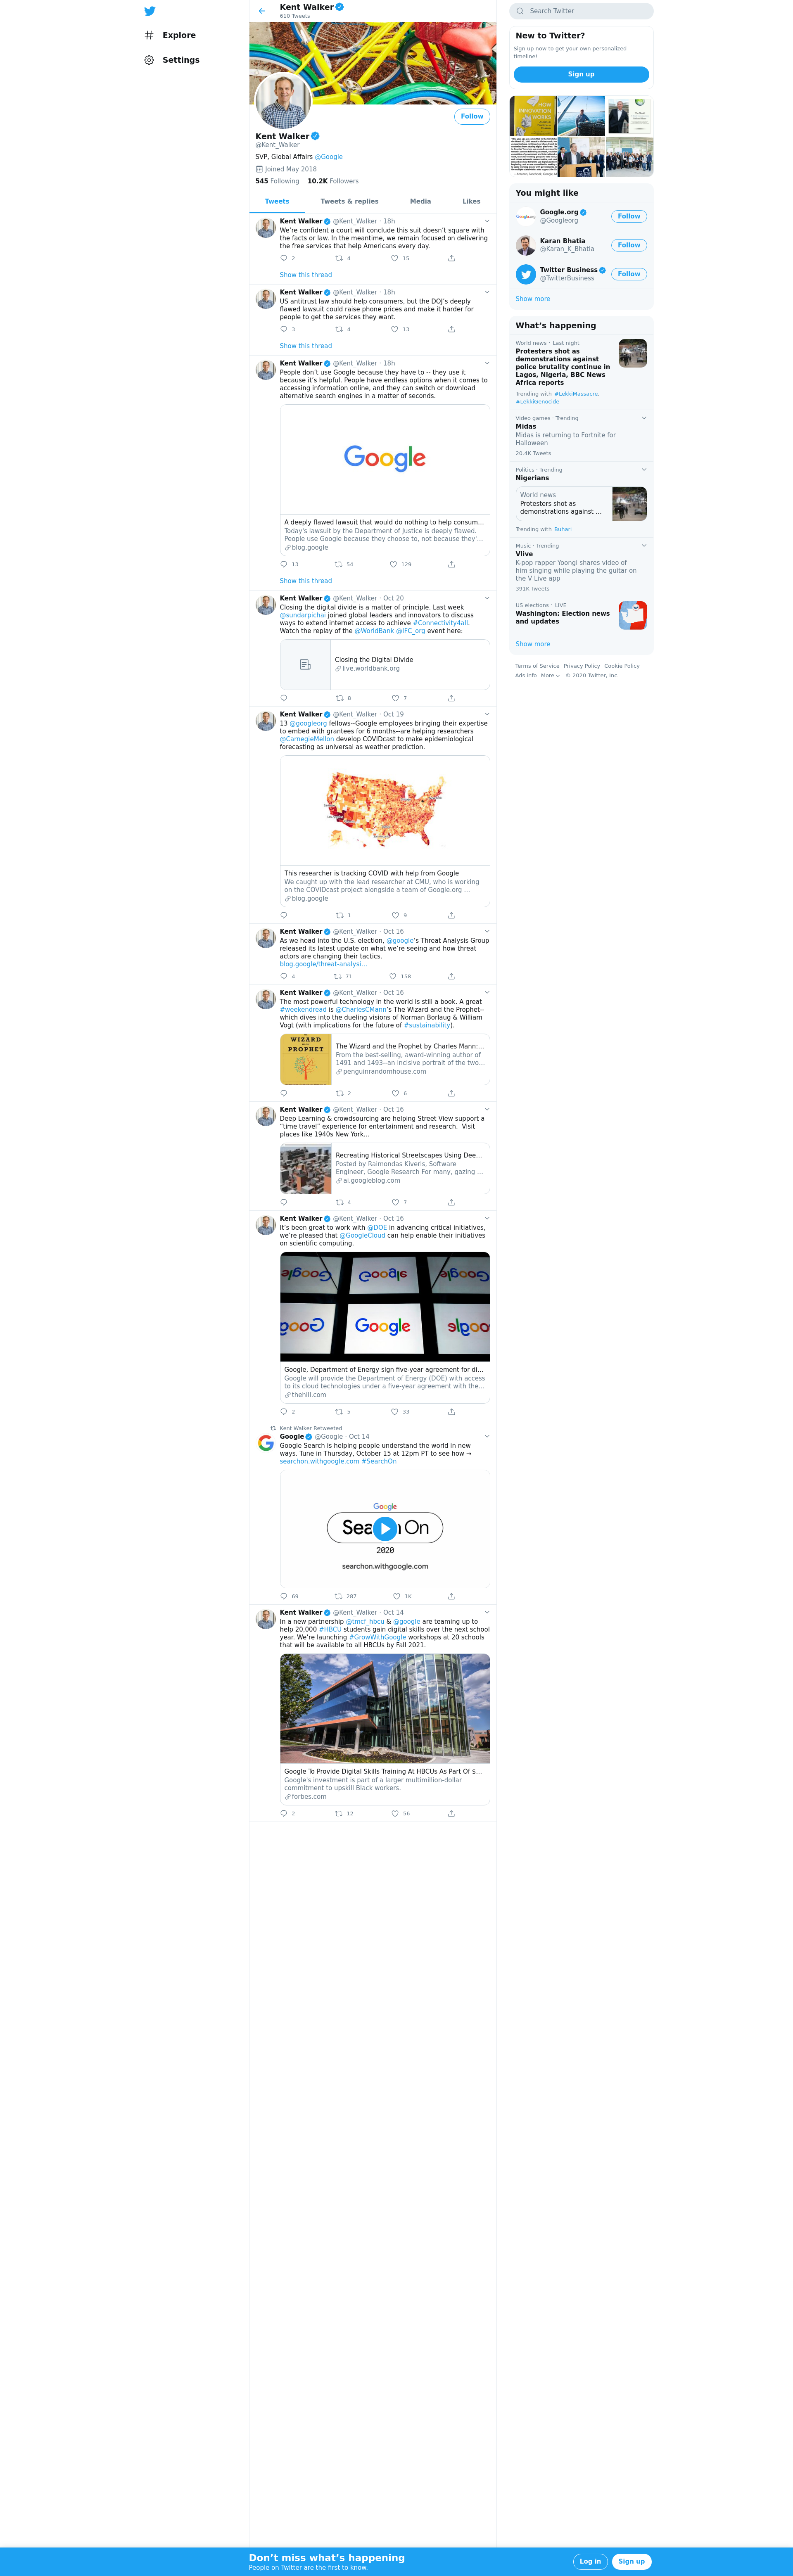 Explore
Settings
Kent Walker
610 Tweets
Follow
Kent Walker
@Kent_Walker
SVP, Global Affairs @Google
Joined May 2018
545 Following 10.2K Followers
Tweets Tweets & replies Media Likes
Kent Walker @Kent_Walker · 18h
We're confident a court will conclude this suit doesn't square with
the facts or law. In the meantime, we remain focused on delivering
the free services that help Americans every day.
2 4 15
Show this thread
Kent Walker @Kent_Walker · 18h
US antitrust law should help consumers, but the DOJ's deeply
flawed lawsuit could raise phone prices and make it harder for
people to get the services they want.
3 4 13
Show this thread
Kent Walker @Kent_Walker · 18h
People don't use Google because they have to -- they use it
because it's helpful. People have endless options when it comes to
accessing information online, and they can switch or download
alternative search engines in a matter of seconds.
Google
A deeply flawed lawsuit that would do nothing to help consum...
Today's lawsuit by the Department of Justice is deeply flawed.
People use Google because they choose to, not because they'...
blog.google
13 54 129
Show this thread
Kent Walker @Kent_Walker · Oct 20
Closing the digital divide is a matter of principle. Last week
@sundarpichai joined global leaders and innovators to discuss
ways to extend internet access to achieve #Connectivity4all.
Watch the replay of the @WorldBank @IFC_org event here:
Closing the Digital Divide
live.worldbank.org
8 7
Kent Walker @Kent_Walker · Oct 19
13 @googleorg fellows--Google employees bringing their expertise
to embed with grantees for 6 months--are helping researchers
@CarnegieMellon develop COVIDcast to make epidemiological
forecasting as universal as weather prediction.
This researcher is tracking COVID with help from Google
We caught up with the lead researcher at CMU, who is working
on the COVIDcast project alongside a team of Google.org ...
blog.google
1 9
Kent Walker @Kent_Walker · Oct 16
As we head into the U.S. election, @google's Threat Analysis Group
released its latest update on what we're seeing and how threat
actors are changing their tactics.
blog.google/threat-analysi...
4 71 158
Kent Walker @Kent_Walker · Oct 16
The most powerful technology in the world is still a book. A great
#weekendread is @CharlesCMann's The Wizard and the Prophet--
which dives into the dueling visions of Norman Borlaug & William
Vogt (with implications for the future of #sustainability).
WIZARD
PROPHET
The Wizard and the Prophet by Charles Mann:...
From the best-selling, award-winning author of
1491 and 1493--an incisive portrait of the two...
penguinrandomhouse.com
2 6
Kent Walker @Kent_Walker · Oct 16
Deep Learning & crowdsourcing are helping Street View support a
"time travel" experience for entertainment and research. Visit
places like 1940s New York...
Recreating Historical Streetscapes Using Dee...
Posted by Raimondas Kiveris, Software
Engineer, Google Research For many, gazing ...
ai.googleblog.com
4 7
Kent Walker @Kent_Walker · Oct 16
It's been great to work with @DOE in advancing critical initiatives,
we're pleased that @GoogleCloud can help enable their initiatives
on scientific computing.
Google
Google, Department of Energy sign five-year agreement for di...
Google will provide the Department of Energy (DOE) with access
to its cloud technologies under a five-year agreement with the...
thehill.com
2 5 33
Kent Walker Retweeted
Google @Google · Oct 14
Google Search is helping people understand the world in new
ways. Tune in Thursday, October 15 at 12pm PT to see how →
searchon.withgoogle.com #SearchOn
Google
Search On
2020
searchon.withgoogle.com
69 287 1K
Kent Walker @Kent_Walker · Oct 14
In a new partnership @tmcf_hbcu & @google are teaming up to
help 20,000 #HBCU students gain digital skills over the next school
year. We're launching #GrowWithGoogle workshops at 20 schools
that will be available to all HBCUs by Fall 2021.
Google To Provide Digital Skills Training At HBCUs As Part Of $...
Google's investment is part of a larger multimillion-dollar
commitment to upskill Black workers.
forbes.com
2 12 56
Search Twitter
New to Twitter?
Sign up now to get your own personalized
timeline!
Sign up
HOW
INNOVATION
WORKS
You might like
Google.org
@Googleorg
Follow
Karan Bhatia
@Karan_K_Bhatia
Follow
Twitter Business
@TwitterBusiness
Follow
Show more
What's happening
World news · Last night
Protesters shot as
demonstrations against
police brutality continue in
Lagos, Nigeria, BBC News
Africa reports
Trending with #LekkiMassacre,
#LekkiGenocide
Video games · Trending
Midas
Midas is returning to Fortnite for
Halloween
20.4K Tweets
Politics · Trending
Nigerians
World news
Protesters shot as
demonstrations against ...
Trending with Buhari
Music · Trending
Vlive
K-pop rapper Yoongi shares video of
him singing while playing the guitar on
the V Live app
391K Tweets
US elections · LIVE
Washington: Election news
and updates
Show more
Terms of Service Privacy Policy Cookie Policy
Ads info More © 2020 Twitter, Inc.
Don't miss what's happening
People on Twitter are the first to know.
Log in
Sign up